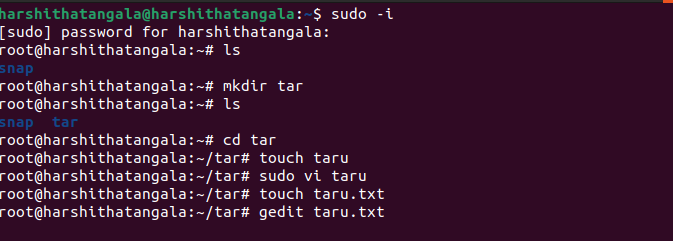 harshithatangala@harshithatangala:~$ sudo -i
[sudo] password for harshithatangala:
root@harshithatangala:~# ls
snap
root@harshithatangala:~# mkdir tar
root@harshithatangala:~# ls
snap  tar
root@harshithatangala:~# cd tar
root@harshithatangala:~/tar# touch taru
root@harshithatangala:~/tar# sudo vi taru
root@harshithatangala:~/tar# touch taru.txt
root@harshithatangala:~/tar# gedit taru.txt